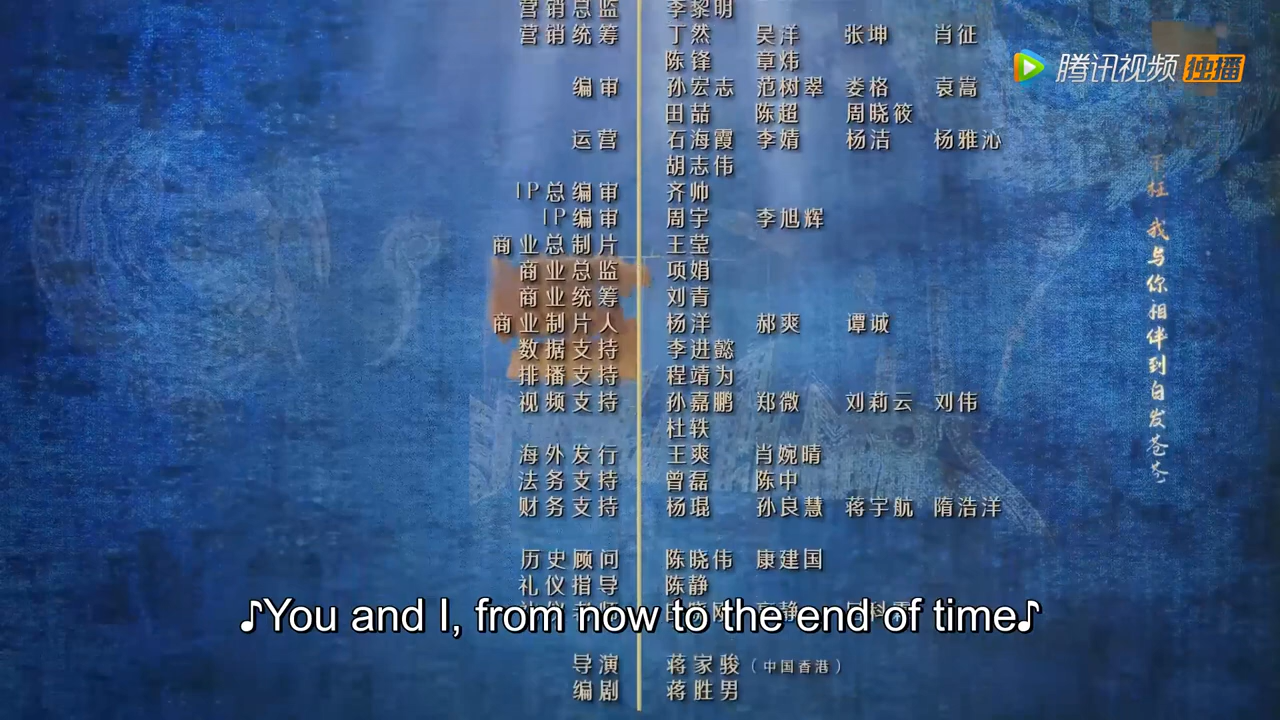 营销总监 李黎明
营销统筹 丁然 吴洋 张坤 肖征
陈锋 章炜
编审 孙宏志 范树翠 娄格 袁嵩
田喆 陈超 周晓筱
运营 石海霞 李婧 杨洁 杨雅沁
胡志伟
IP总编审 齐帅
IP编审 周宇 李旭辉
商业总制片 王莹
商业总监 项娟
商业统筹 刘青
商业制片人 杨洋 郝爽 谭诚
数据支持 李进懿
排播支持 程靖为
视频支持 孙嘉鹏 郑微 刘莉云 刘伟
杜轶
海外发行 王爽 肖婉晴
法务支持 曾磊 陈中
财务支持 杨琨 孙良慧 蒋宇航 隋浩洋
历史顾问 陈晓伟 康建国
礼仪指导 陈静
♪You and I, from now to the end of time♪
导演 蒋家骏(中国香港)
编剧 蒋胜男
腾讯视频 独播
不枉 我与你相伴到白发苍苍